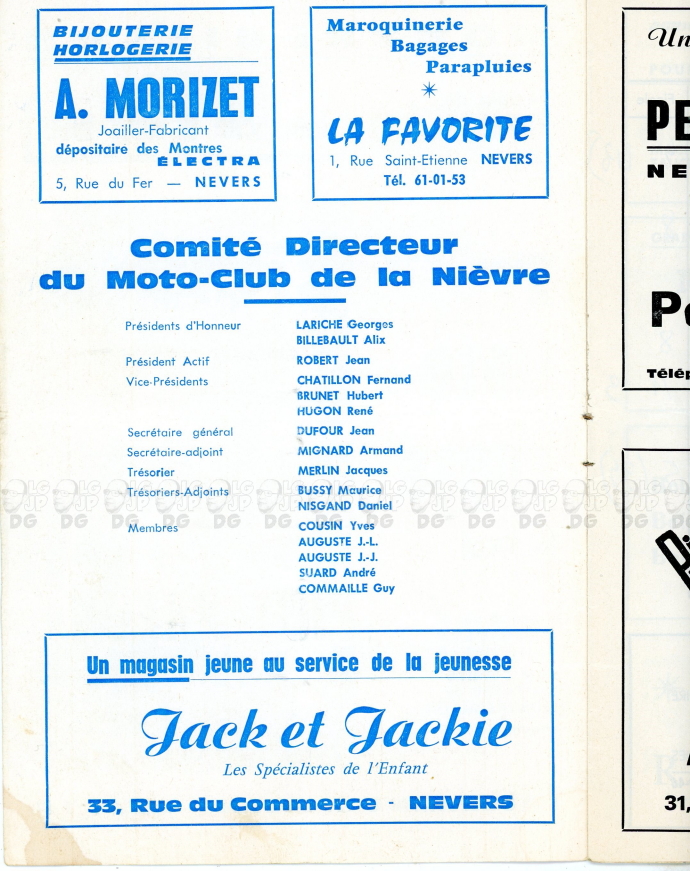 BIJOUTERIE
HORLOGERIE
A. MORIZET
Joailler-Fabricant
dépositaire des Montres
ÉLECTRA
5, Rue du Fer — NEVERS
Maroquinerie
Bagages
Parapluies
LA FAVORITE
1, Rue Saint-Etienne NEVERS
Tél. 61-01-53
Comité Directeur
du Moto-Club de la Nièvre
Présidents d'Honneur LARICHE Georges
BILLEBAULT Alix
Président Actif ROBERT Jean
Vice-Présidents CHATILLON Fernand
BRUNET Hubert
HUGON René
Secrétaire général DUFOUR Jean
Secrétaire-adjoint MIGNARD Armand
Trésorier MERLIN Jacques
Trésoriers-Adjoints BUSSY Maurice
NISGAND Daniel
Membres COUSIN Yves
AUGUSTE J.-L.
AUGUSTE J.-J.
SUARD André
COMMAILLE Guy
Un magasin jeune au service de la jeunesse
Jack et Jackie
Les Spécialistes de l'Enfant
33, Rue du Commerce - NEVERS
Un
PE
NE
Po
Télép
31,